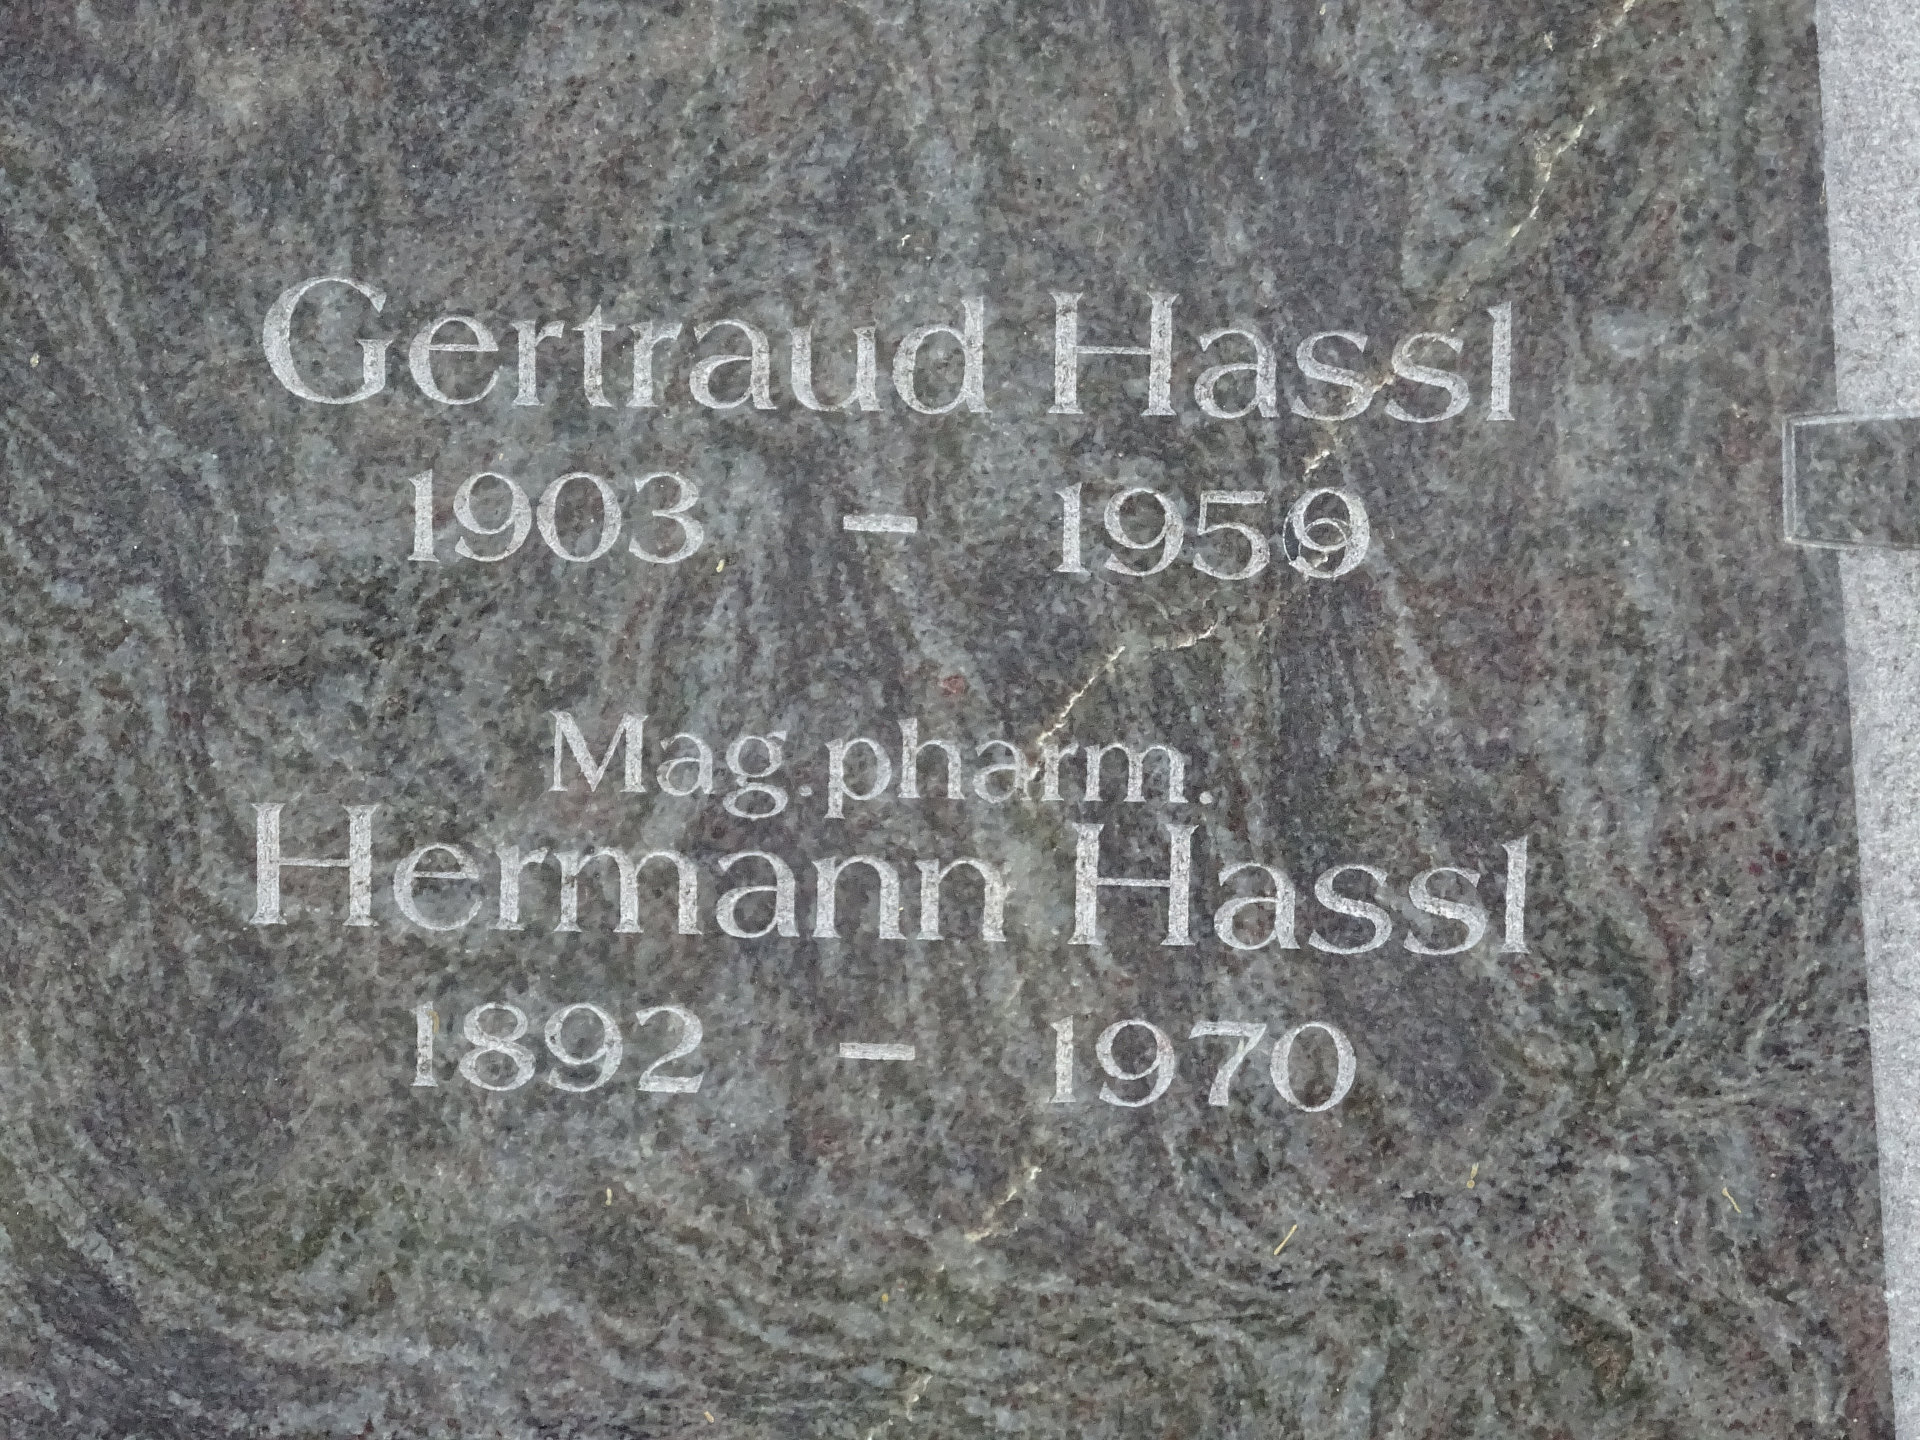 Gertraud Hassl
1903 - 1959
Mag. pharm.
Hermann Hassl
1892 - 1970